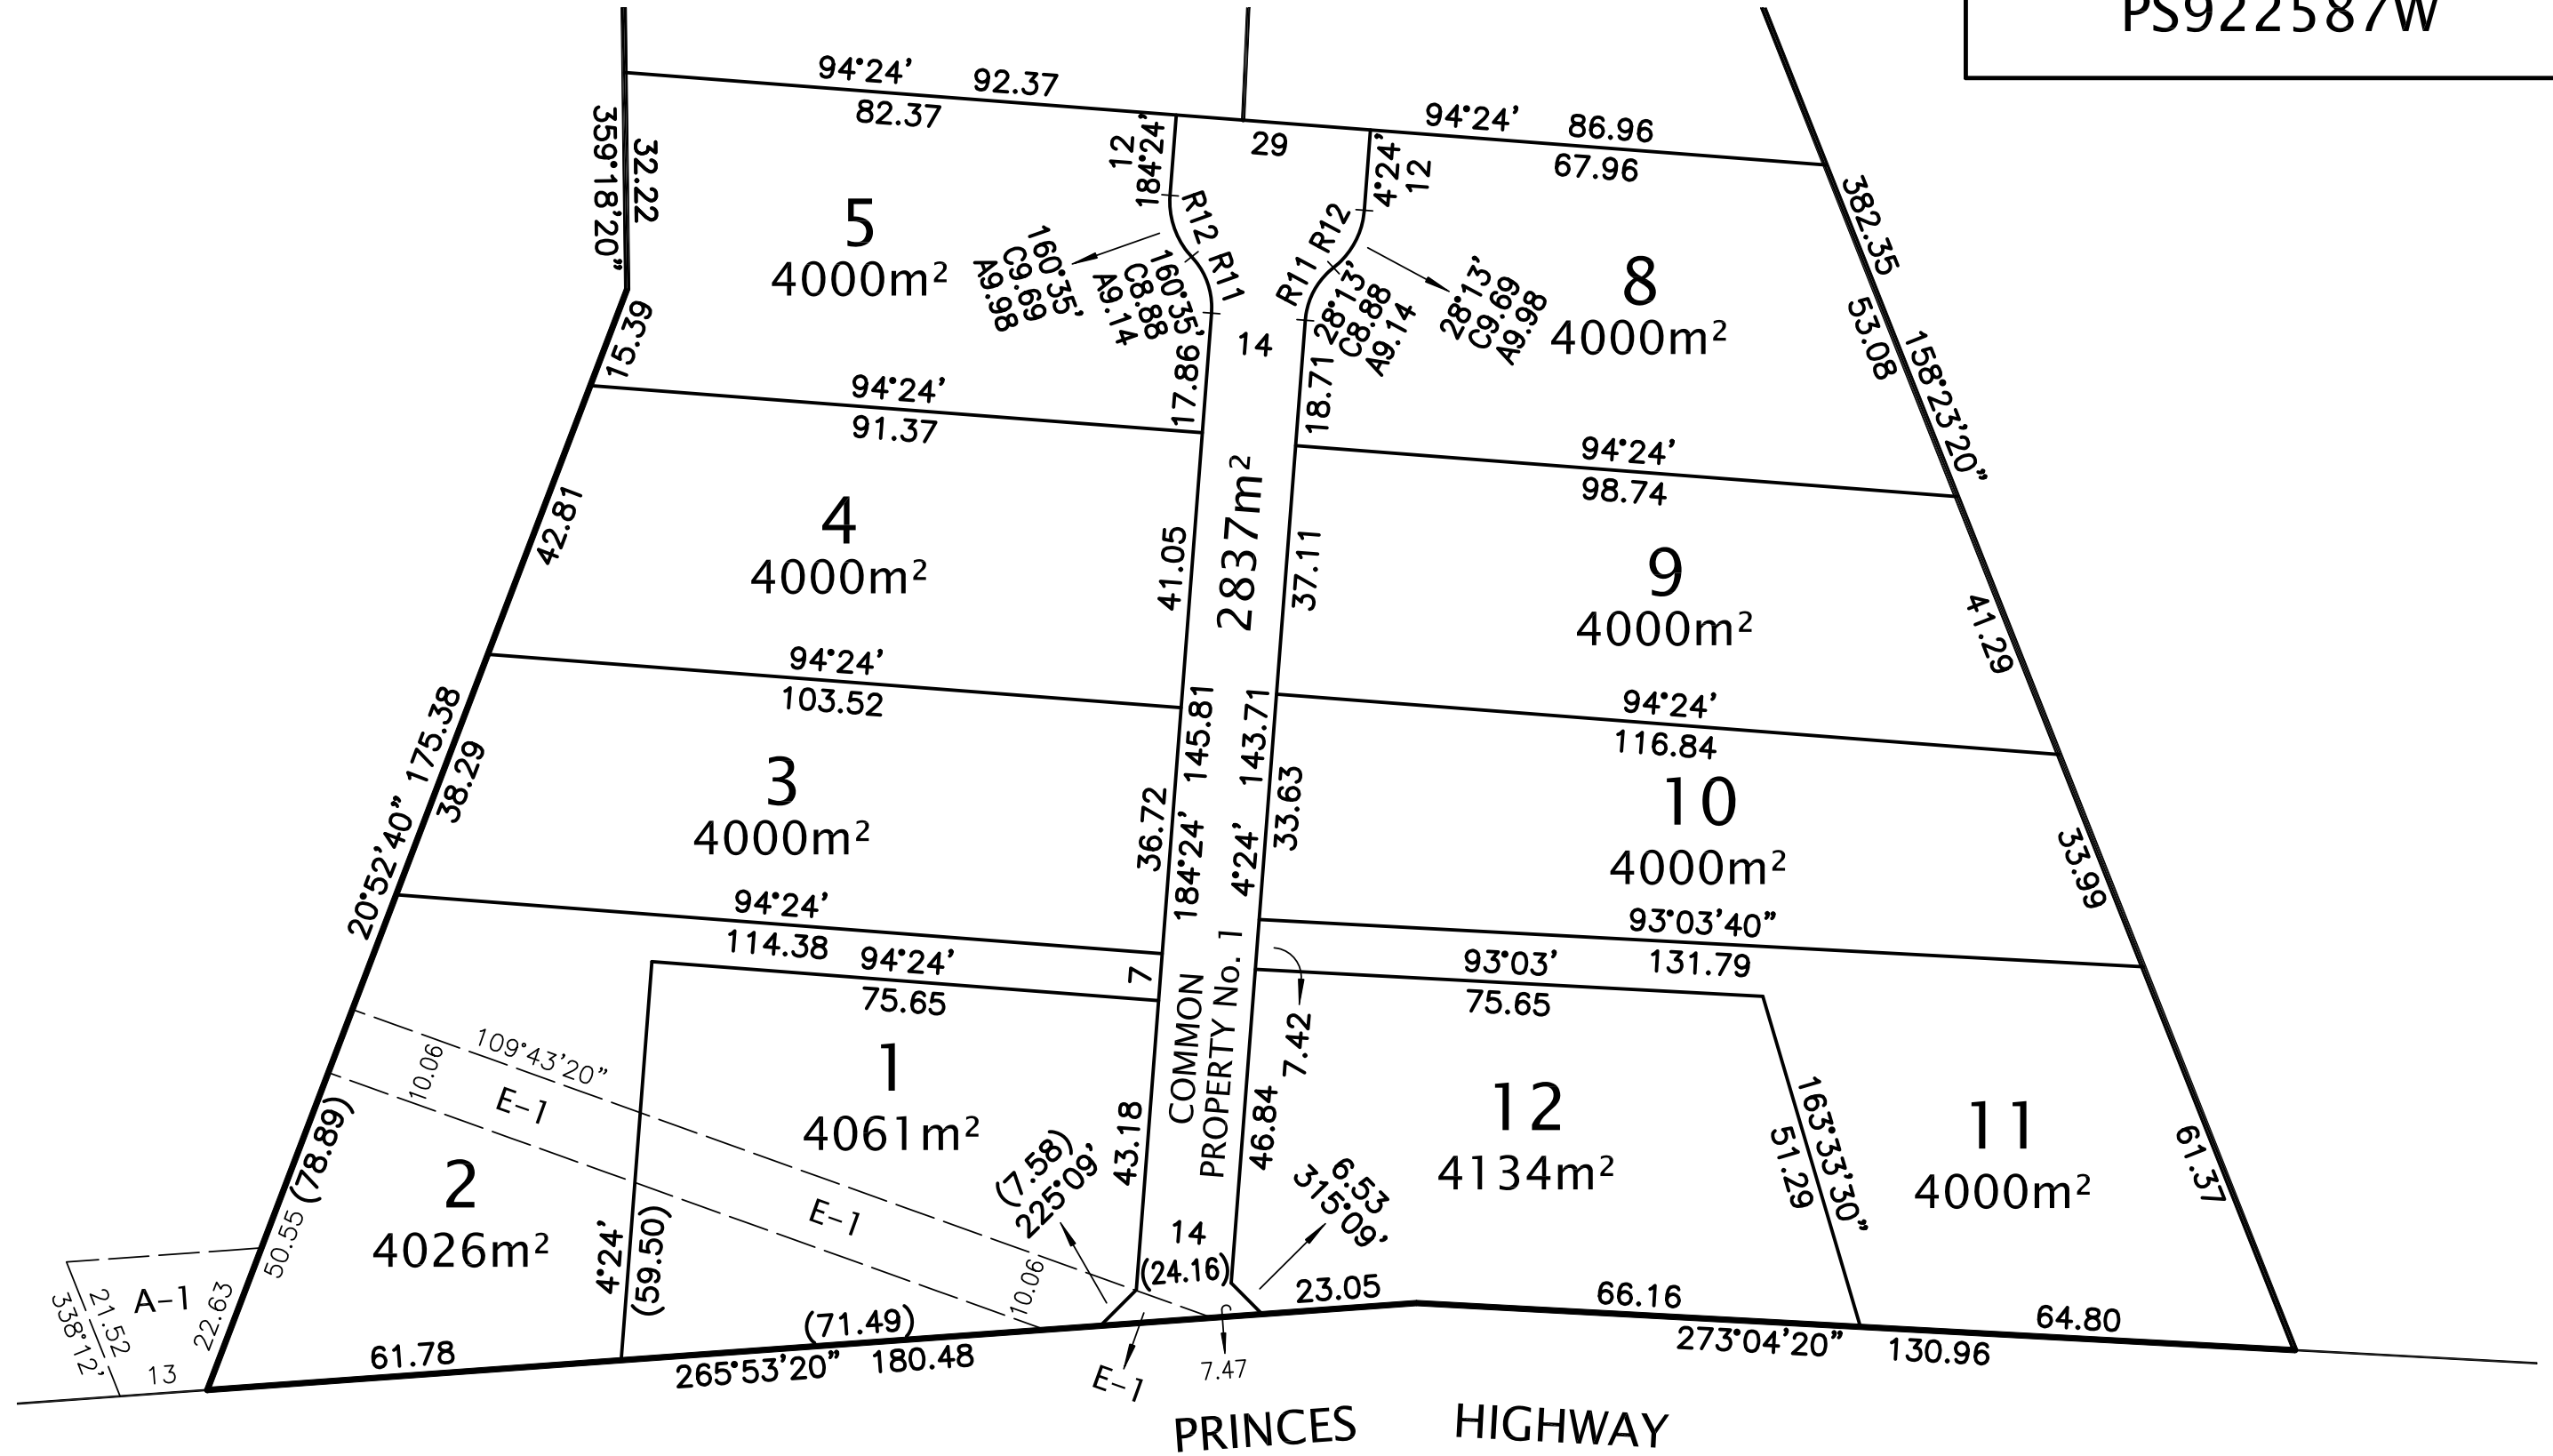 PS922587W
94°24’ 92.37
82.37
29
94°24’ 86.96
67.96
359°18’20”
32.22
12
184°24’
4°24’
12
R12
R11
R12
R11
5
4000m²
160°35’
C9.69
A9.98
160°35’
C8.88
A9.14
28°13’
C8.88
A9.14
28°13’
C9.69
A9.98
8
4000m²
382.35
53.08
158°23’20”
15.39
17.86
14
18.71
94°24’
91.37
94°24’
98.74
4
4000m²
42.81
41.05
2837m²
37.11
9
4000m²
41.29
94°24’
103.52
94°24’
116.84
20°52’40” 175.38
38.29
3
4000m²
36.72
184°24’ 145.81
4°24’ 143.71
33.63
10
4000m²
33.99
94°24’
114.38
93°03’40”
131.79
94°24’
75.65
7
93°03’
75.65
7.42
COMMON
PROPERTY No. 1
109°43’20”
10.06
E-1
E-1
1
4061m²
43.18
46.84
12
4134m²
163°33’30”
51.29
11
4000m²
61.37
2
4026m²
50.55 (78.89)
22.63
4°24’
(59.50)
(7.58)
225°09’
6.53
315°09’
14
(24.16)
10.06
A-1
21.52
338°12’
13
61.78
(71.49)
265°53’20” 180.48
23.05
66.16
64.80
273°04’20” 130.96
E-1
7.47
PRINCES HIGHWAY